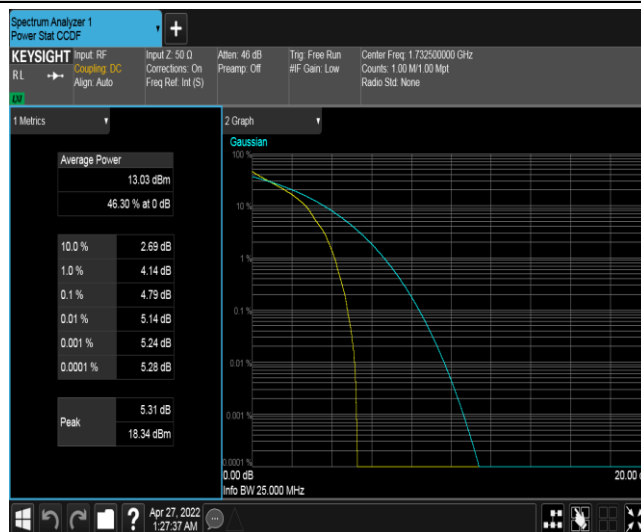 Spectrum Analyzer 1
Power Stat CCDF
+
KEYSIGHT
RL
LXI
Input: RF
Coupling: DC
Align: Auto
Input Z: 50 Ω
Corrections: On
Freq Ref: Int (S)
Atten: 46 dB
Preamp: Off
Trig: Free Run
#IF Gain: Low
Center Freq: 1.732500000 GHz
Counts: 1.00 M/1.00 Mpt
Radio Std: None
1 Metrics
Average Power
13.03 dBm
46.30 % at 0 dB
10.0 % 2.69 dB
1.0 % 4.14 dB
0.1 % 4.79 dB
0.01 % 5.14 dB
0.001 % 5.24 dB
0.0001 % 5.28 dB
Peak
5.31 dB
18.34 dBm
2 Graph
Gaussian
100 %
10 %
1 %
0.1 %
0.01 %
0.001 %
0.0001 %
0.00 dB
20.00
Info BW 25.000 MHz
?
Apr 27, 2022
1:27:37 AM